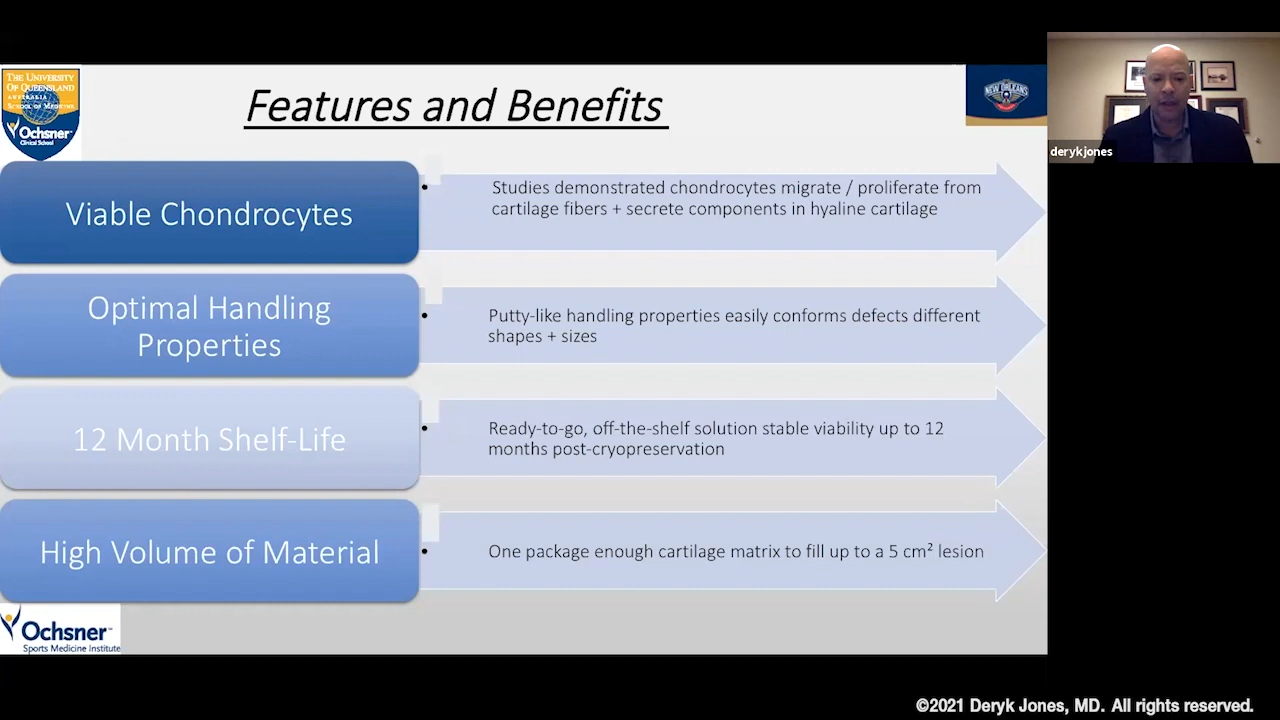 THE UNIVERSITY
OF QUEENSLAND
AUSTRALIA
SCHOOL OF MEDICINE
Ochsner™
Clinical School
Features and Benefits
NEW ORLEANS
derykjones
Viable Chondrocytes
• Studies demonstrated chondrocytes migrate / proliferate from
cartilage fibers + secrete components in hyaline cartilage
Optimal Handling
Properties
• Putty-like handling properties easily conforms defects different
shapes + sizes
12 Month Shelf-Life
• Ready-to-go, off-the-shelf solution stable viability up to 12
months post-cryopreservation
High Volume of Material
• One package enough cartilage matrix to fill up to a 5 cm² lesion
Ochsner™
Sports Medicine Institute
©2021 Deryk Jones, MD. All rights reserved.